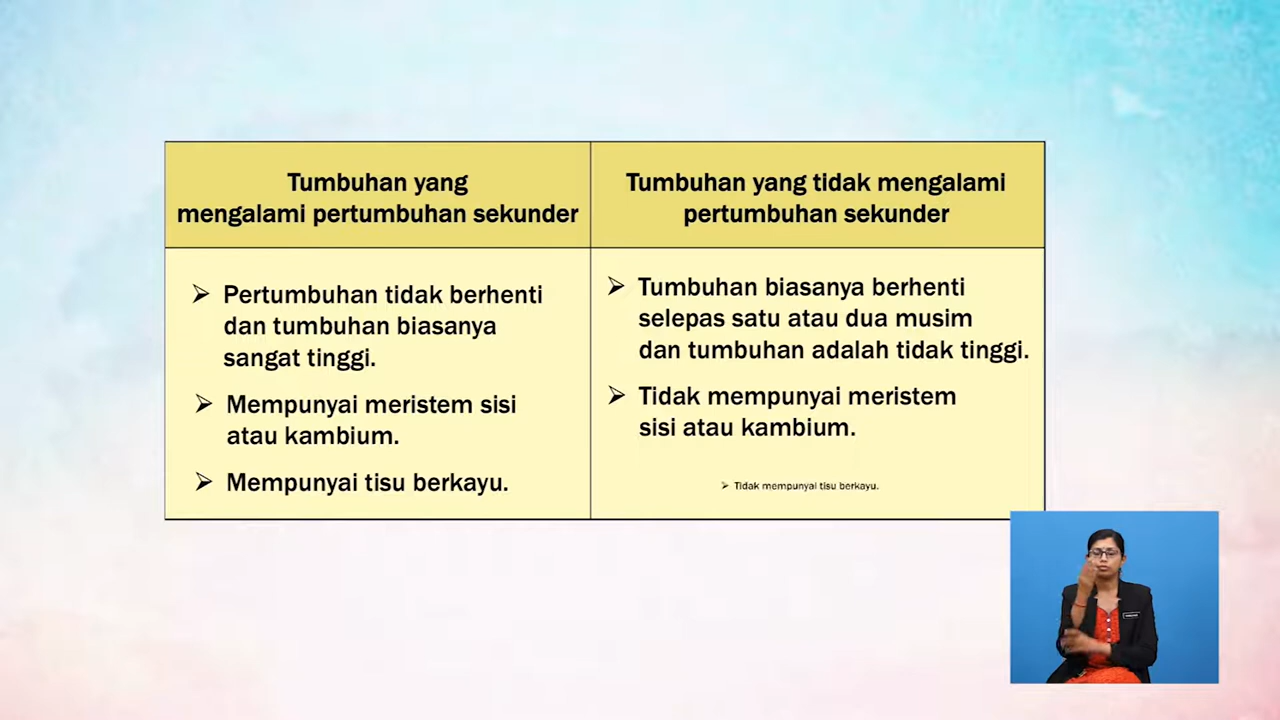 Tumbuhan yang
mengalami pertumbuhan sekunder
Tumbuhan yang tidak mengalami
pertumbuhan sekunder
➢ Pertumbuhan tidak berhenti
dan tumbuhan biasanya
sangat tinggi.
➢ Mempunyai meristem sisi
atau kambium.
➢ Mempunyai tisu berkayu.
➢ Tumbuhan biasanya berhenti
selepas satu atau dua musim
dan tumbuhan adalah tidak tinggi.
➢ Tidak mempunyai meristem
sisi atau kambium.
➢ Tidak mempunyai tisu berkayu.